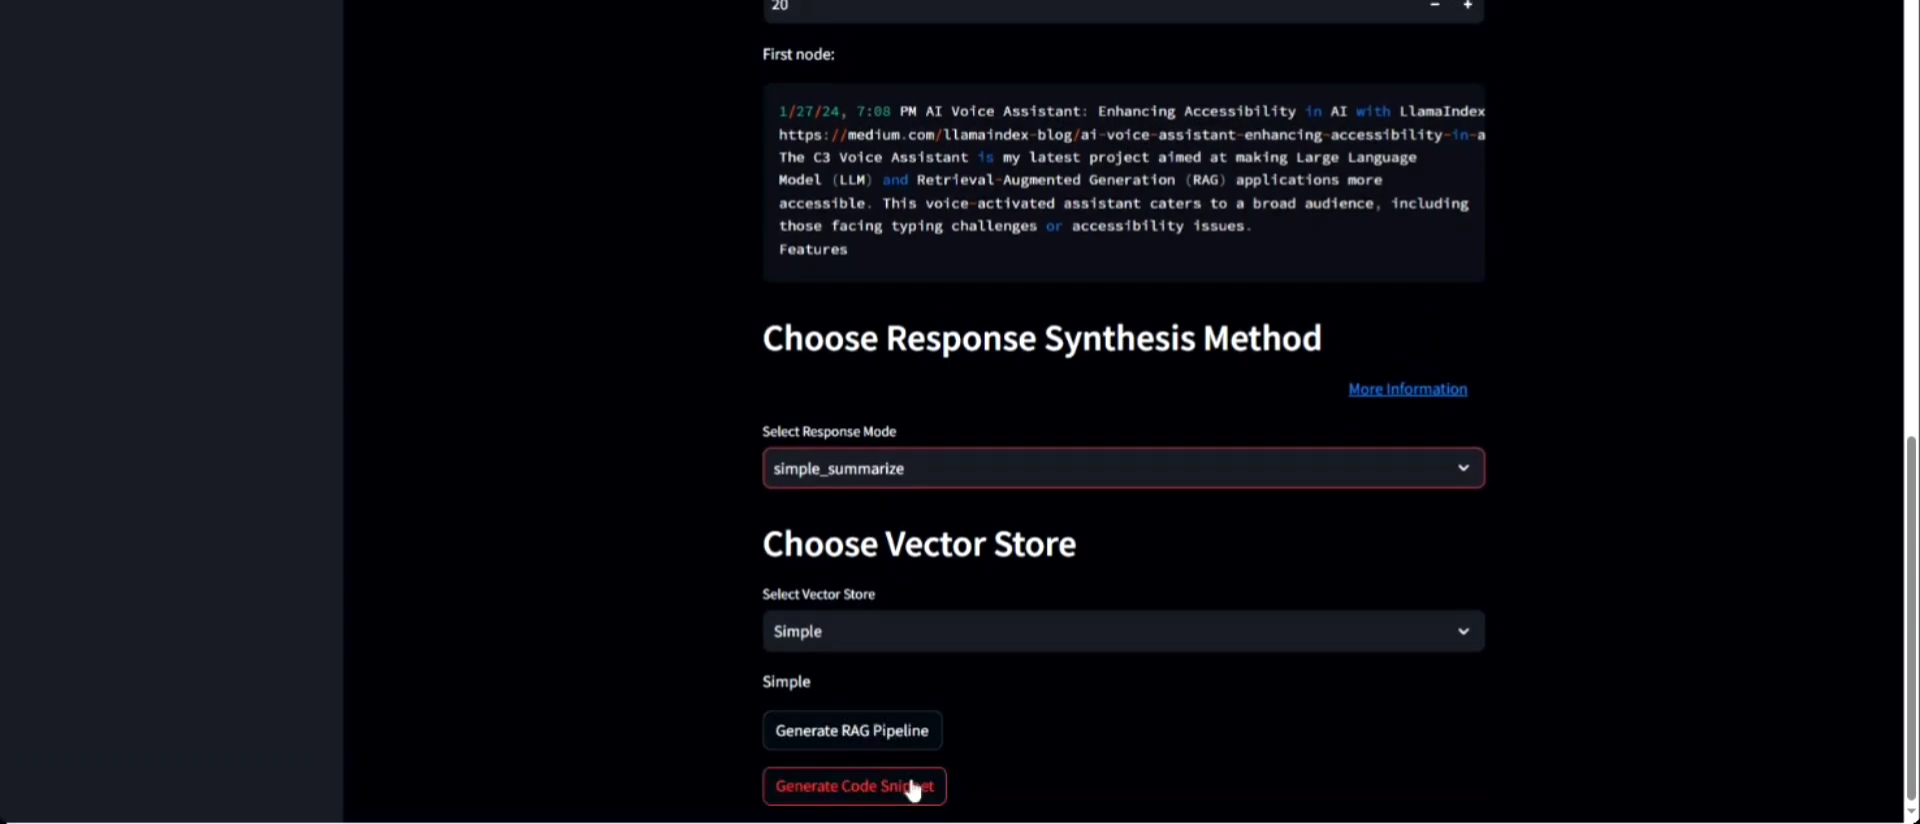 20
First node:
1/27/24, 7:08 PM AI Voice Assistant: Enhancing Accessibility in AI with LlamaIndex
https://medium.com/llamaindex-blog/ai-voice-assistant-enhancing-accessibility-in-a
The C3 Voice Assistant is my latest project aimed at making Large Language
Model (LLM) and Retrieval-Augmented Generation (RAG) applications more
accessible. This voice-activated assistant caters to a broad audience, including
those facing typing challenges or accessibility issues.
Features
Choose Response Synthesis Method
More Information
Select Response Mode
simple_summarize
Choose Vector Store
Select Vector Store
Simple
Simple
Generate RAG Pipeline
Generate Code Snippet